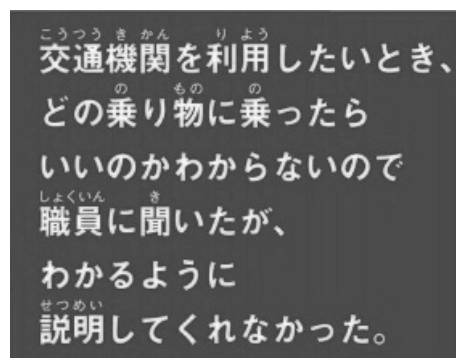 交通機関を利用したいとき、
どの乗り物に乗ったら
いいのかわからないので
職員に聞いたが、
わかるように
説明してくれなかった。